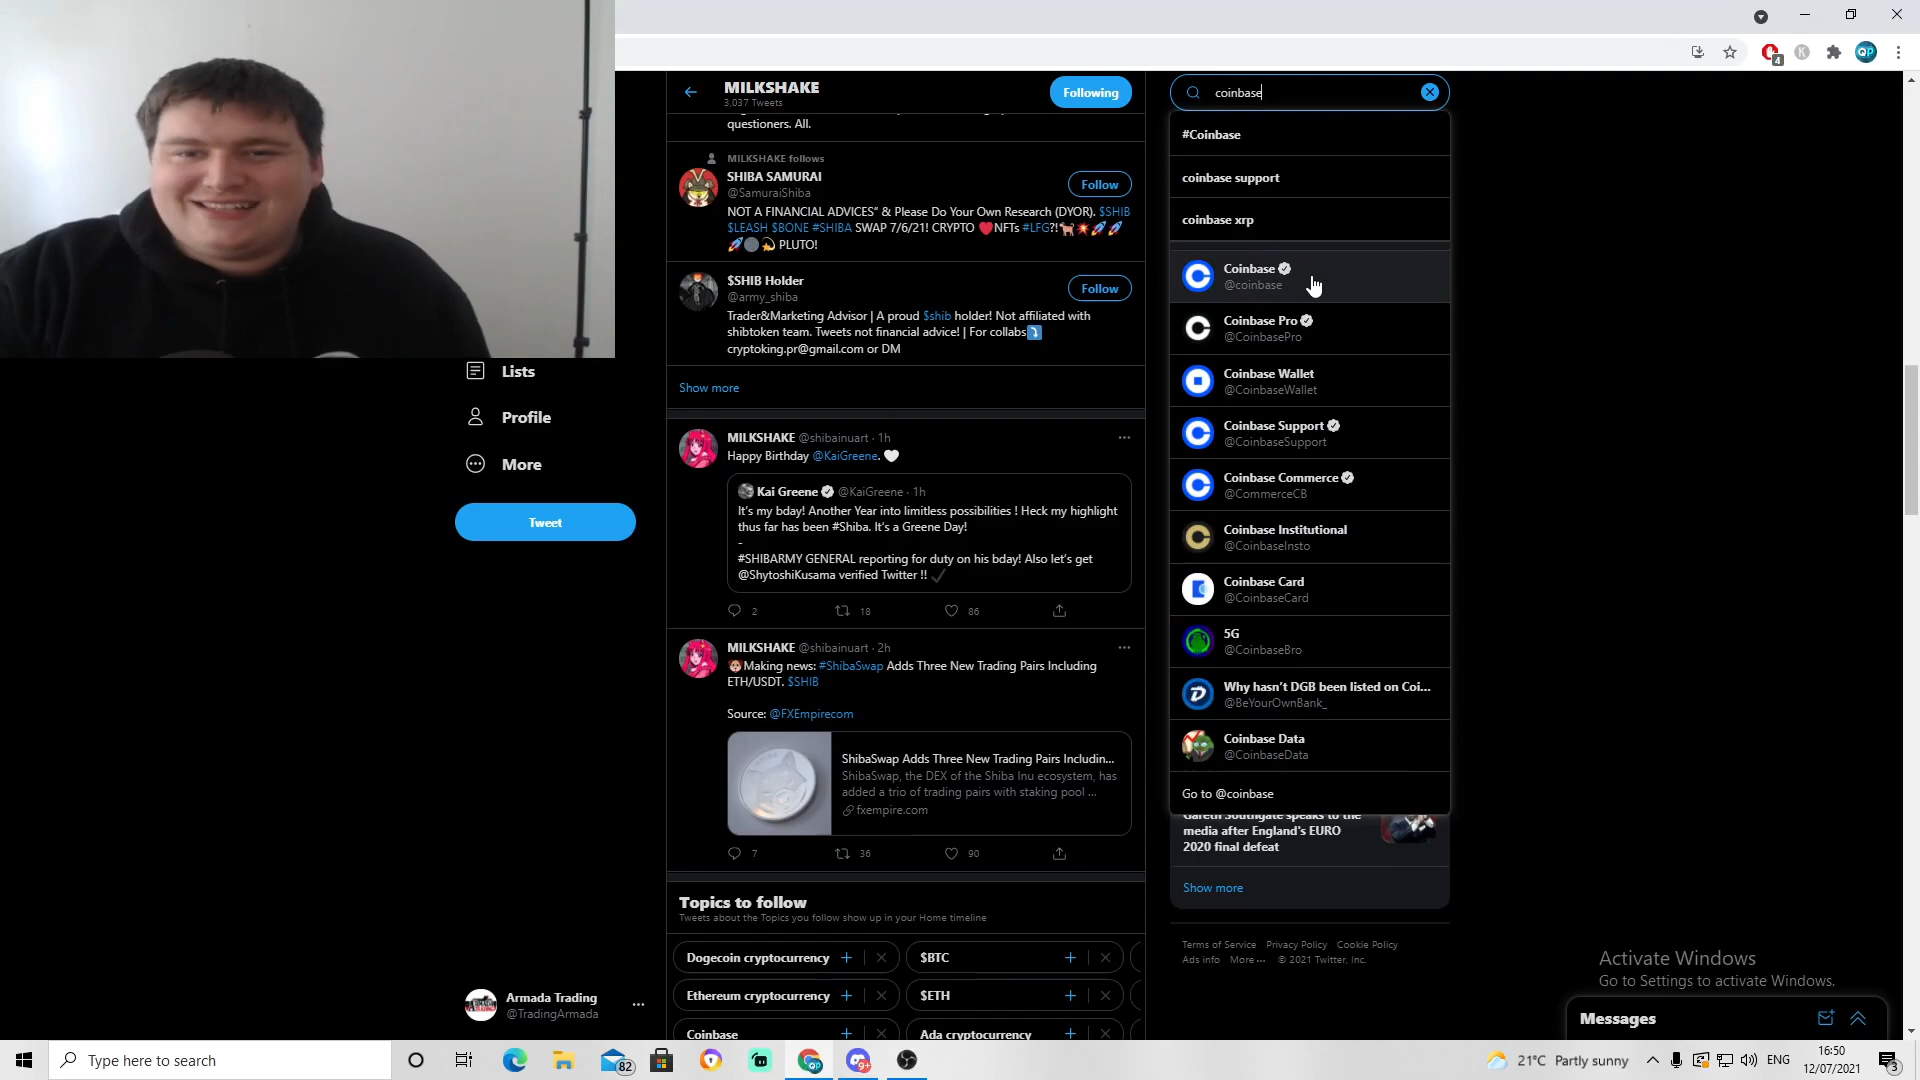 MILKSHAKE
3,037 Tweets
Following
questioners. All.
MILKSHAKE follows
SHIBA SAMURAI
@SamuraiShiba
Follow
NOT A FINANCIAL ADVICES" & Please Do Your Own Research (DYOR). $SHIB
$LEASH $BONE #SHIBA SWAP 7/6/21! CRYPTO ❤️NFTs #LFG?!🐕💥🚀🚀
🚀🌑💫 PLUTO!
$SHIB Holder
@army_shiba
Follow
Trader&Marketing Advisor | A proud $shib holder! Not affiliated with
shibtoken team. Tweets not financial advice! | For collabs⤵️
cryptoking.pr@gmail.com or DM
Show more
MILKSHAKE @shibainuart · 1h
Happy Birthday @KaiGreene. 🤍
Kai Greene @KaiGreene · 1h
It's my bday! Another Year into limitless possibilities ! Heck my highlight
thus far has been #Shiba. It's a Greene Day!
-
#SHIBARMY GENERAL reporting for duty on his bday! Also let's get
@ShytoshiKusama verified Twitter !! ✔️
2 18 86
MILKSHAKE @shibainuart · 2h
🐶Making news: #ShibaSwap Adds Three New Trading Pairs Including
ETH/USDT. $SHIB
Source: @FXEmpirecom
ShibaSwap Adds Three New Trading Pairs Includin...
ShibaSwap, the DEX of the Shiba Inu ecosystem, has
added a trio of trading pairs with staking pool ...
fxempire.com
7 36 90
Topics to follow
Tweets about the Topics you follow show up in your Home timeline
Dogecoin cryptocurrency
$BTC
Ethereum cryptocurrency
$ETH
Coinbase
Ada cryptocurrency
Lists
Profile
More
Tweet
Armada Trading
@TradingArmada
coinbase
#Coinbase
coinbase support
coinbase xrp
Coinbase
@coinbase
Coinbase Pro
@CoinbasePro
Coinbase Wallet
@CoinbaseWallet
Coinbase Support
@CoinbaseSupport
Coinbase Commerce
@CommerceCB
Coinbase Institutional
@CoinbaseInsto
Coinbase Card
@CoinbaseCard
5G
@CoinbaseBro
Why hasn't DGB been listed on Coi...
@BeYourOwnBank_
Coinbase Data
@CoinbaseData
Go to @coinbase
Gareth Southgate speaks to the
media after England's EURO
2020 final defeat
Show more
Terms of Service Privacy Policy Cookie Policy
Ads info More ··· © 2021 Twitter, Inc.
Activate Windows
Go to Settings to activate Windows.
Messages
4
K
QP
Type here to search
82
9+
21°C Partly sunny
ENG
16:50
12/07/2021
3